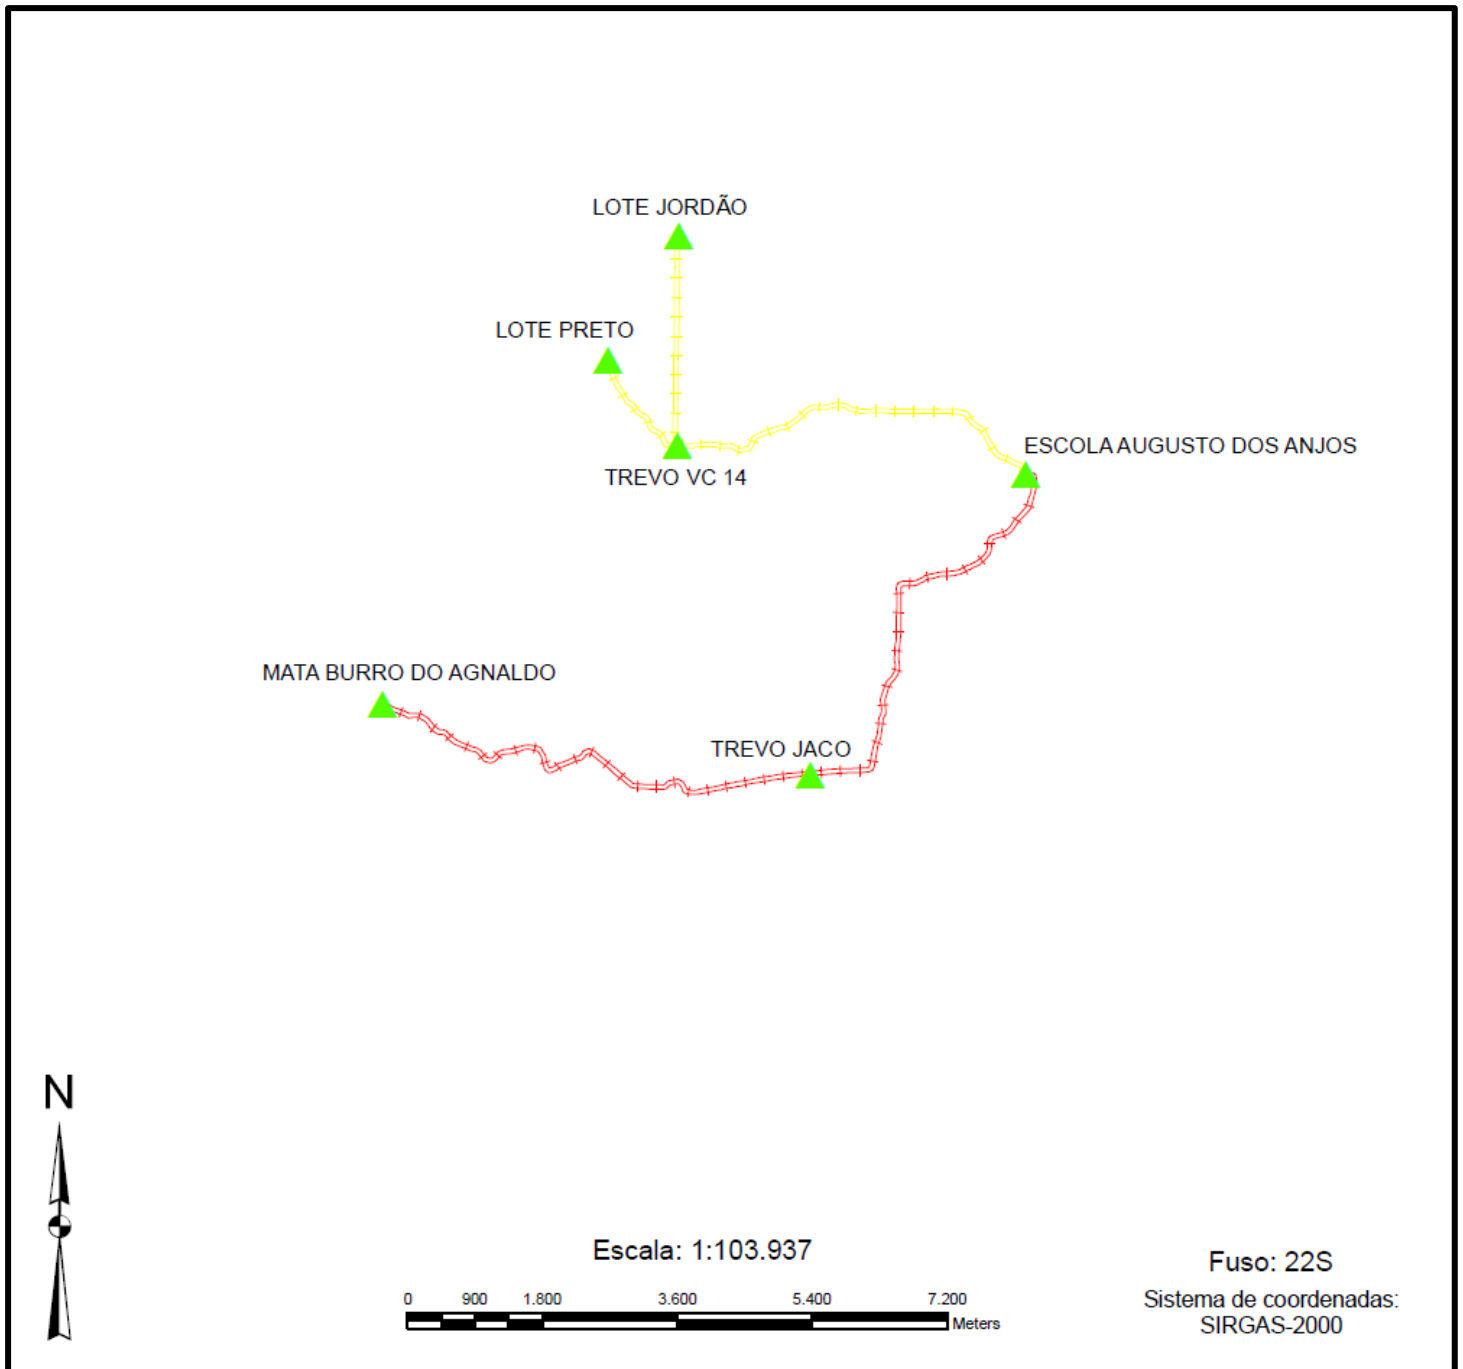 LOTE JORDÃO
LOTE PRETO
ESCOLA AUGUSTO DOS ANJOS
TREVO VC 14
MATA BURRO DO AGNALDO
TREVO JACO
N
Escala: 1:103.937
0 900 1.800 3.600 5.400 7.200
Meters
Fuso: 22S
Sistema de coordenadas:
SIRGAS-2000